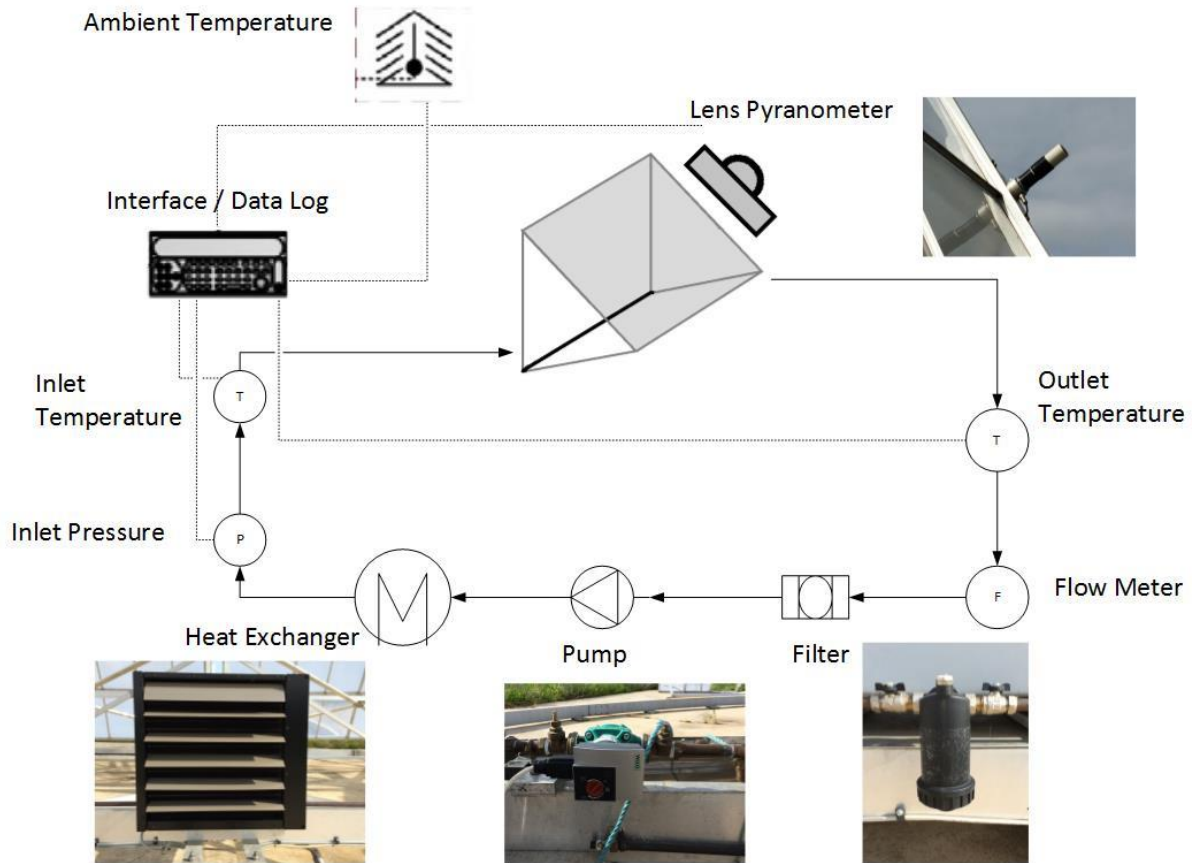 Ambient Temperature
Lens Pyranometer
Interface / Data Log
Inlet
Temperature
T
Outlet
Temperature
T
Inlet Pressure
P
Flow Meter
F
Heat Exchanger
Pump
Filter